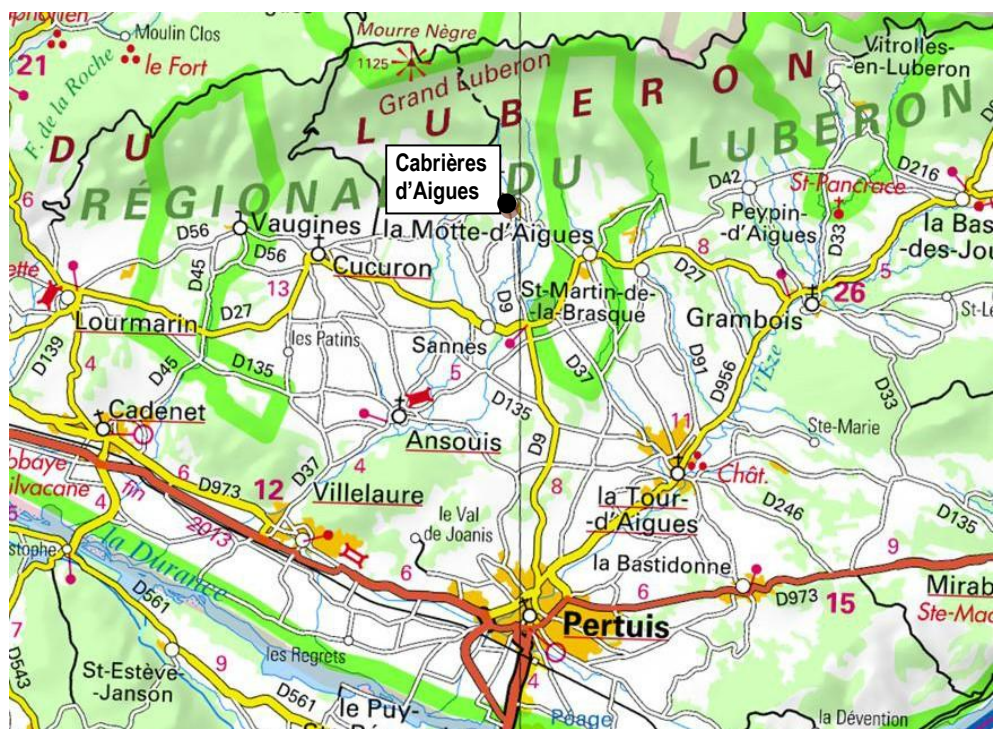 Moulin Clos
le Fort
21
F. de la Roche
Mourre Nègre
1125
Grand Luberon
Vitrolles-
-en-Luberon
DU LUBERON
RÉGIONA DU LUBERON
Cabrières
d'Aigues
D42
D216
St-Pancrace
6
D56
Vaugines
la Motte-d'Aigues
Peypin-
-d'Aigues
D33
la Bas
-des-Jou
D56
D45
Cucuron
8
D27
5
13
D9
St-Martin-de-
-la-Brasque
26
Lourmarin
D27
les Patins
Sannes
Grambois
St-L
D139
4
D45
D135
5
D37
D91
D956
l'Èze
D33
Cadenet
Ansouis
D135
D9
11
Ste-Marie
6
D973
12
D37
4
Villelaure
8
Chât.
4
fin
2013
la Tour-
-d'Aigues
D246
D135
le Val
de Joanis
la Durance
la Bastidonne
9
6
6
D973
15
Mirab
D561
Pertuis
7
D543
St-Estève-
-Janson
9
les Regrets
4
D561
le Puy-
Péage
la Dévention